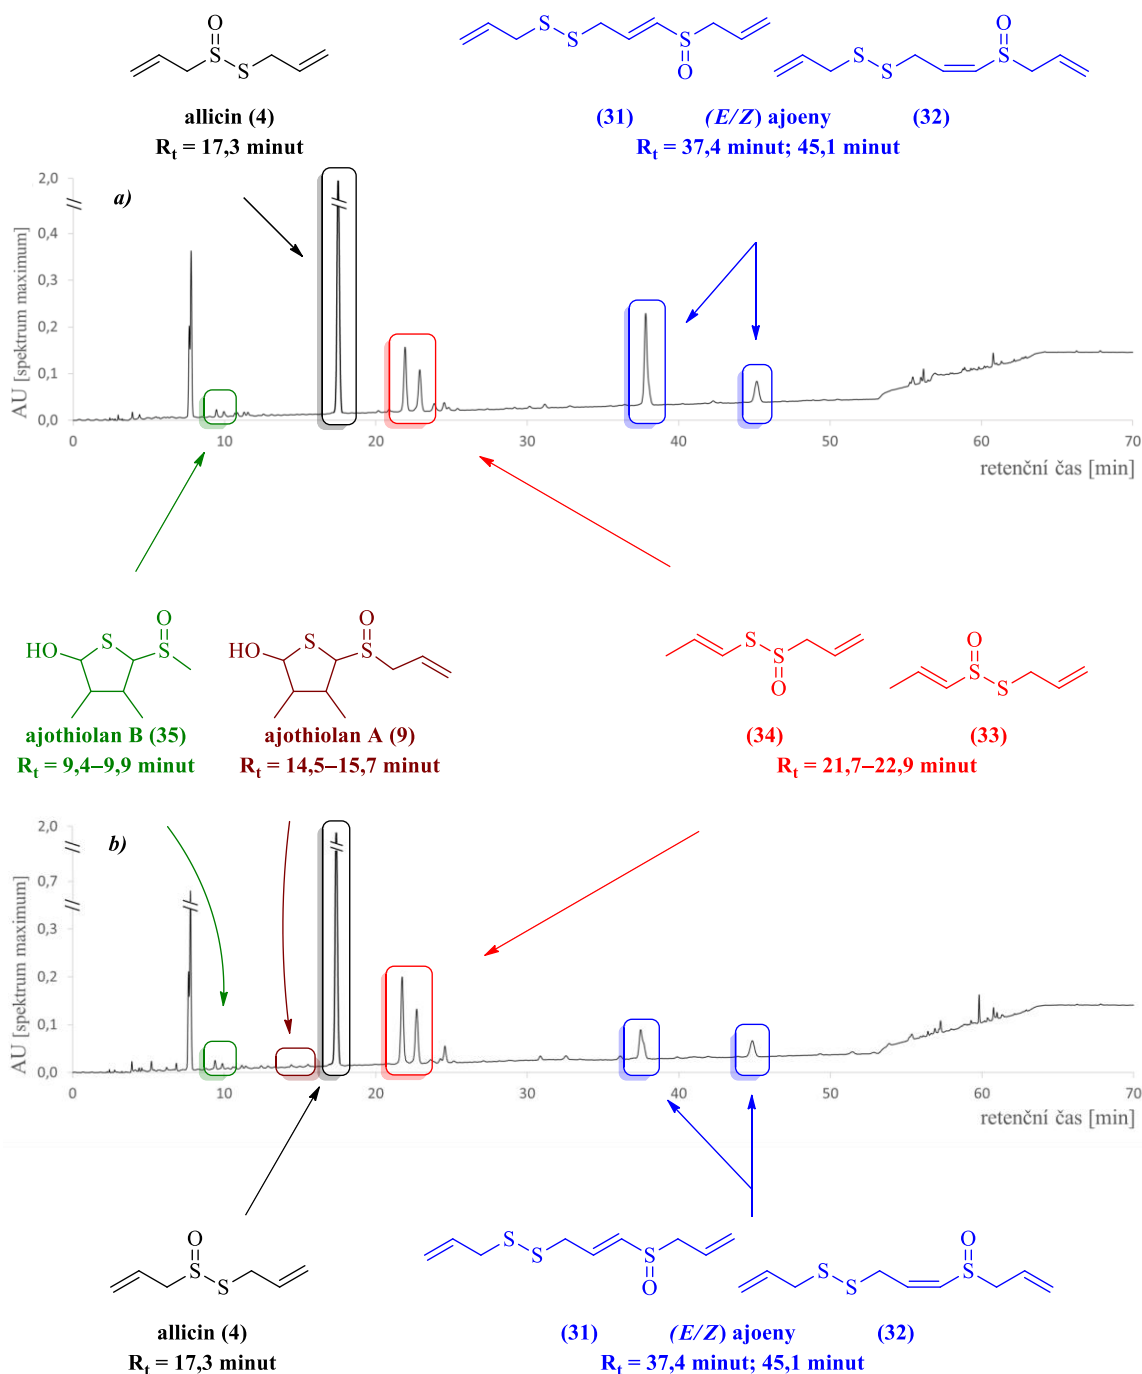 O
S
S
S
S
S
O
O
S
S
S
allicin (4)
(31) (E/Z) ajoeny (32)
Rt = 17,3 minut
Rt = 37,4 minut; 45,1 minut
2,0
a)
0,4
0,3
0,2
0,1
0,0
AU [spektrum maximum]
0 10 20 30 40 50 60 70
retenční čas [min]
O
HO
S
S
O
HO
S
S
S
S
O
O
S
S
ajothiolan B (35)
ajothiolan A (9)
(34)
(33)
Rt = 9,4–9,9 minut
Rt = 14,5–15,7 minut
Rt = 21,7–22,9 minut
2,0
b)
0,7
0,3
0,2
0,1
0,0
AU [spektrum maximum]
0 10 20 30 40 50 60 70
retenční čas [min]
O
S
S
S
S
S
O
O
S
S
S
allicin (4)
(31) (E/Z) ajoeny (32)
Rt = 17,3 minut
Rt = 37,4 minut; 45,1 minut